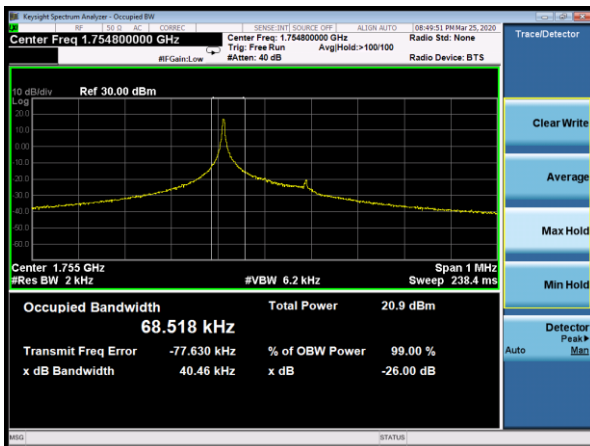 Keysight Spectrum Analyzer - Occupied BW
RF 50 Ω AC CORREC SENSE:INT SOURCE OFF ALIGN AUTO 08:49:51 PM Mar 25, 2020
Center Freq 1.754800000 GHz
Center Freq: 1.754800000 GHz Radio Std: None
Trig: Free Run Avg|Hold:>100/100
#IFGain:Low #Atten: 40 dB Radio Device: BTS
Trace/Detector
10 dB/div Ref 30.00 dBm
Log
20.0
10.0
0.00
-10.0
-20.0
-30.0
-40.0
-50.0
-60.0
Center 1.755 GHz Span 1 MHz
#Res BW 2 kHz #VBW 6.2 kHz Sweep 238.4 ms
Occupied Bandwidth Total Power 20.9 dBm
68.518 kHz
Transmit Freq Error -77.630 kHz % of OBW Power 99.00 %
x dB Bandwidth 40.46 kHz x dB -26.00 dB
Clear Write
Average
Max Hold
Min Hold
Detector
Peak▶
Auto Man
MSG STATUS